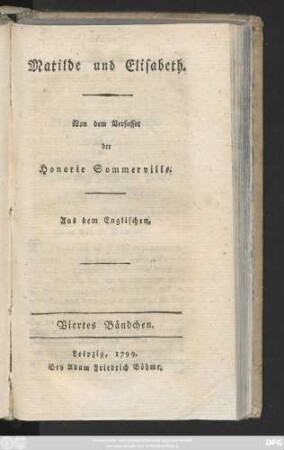 Matilde und Elisabeth.
Von dem Verfasser
der
Honorie Sommerville.
Aus dem Englischen.
Viertes Bändchen.
Leipzig, 1799.
Bey Adam Friedrich Böhme.